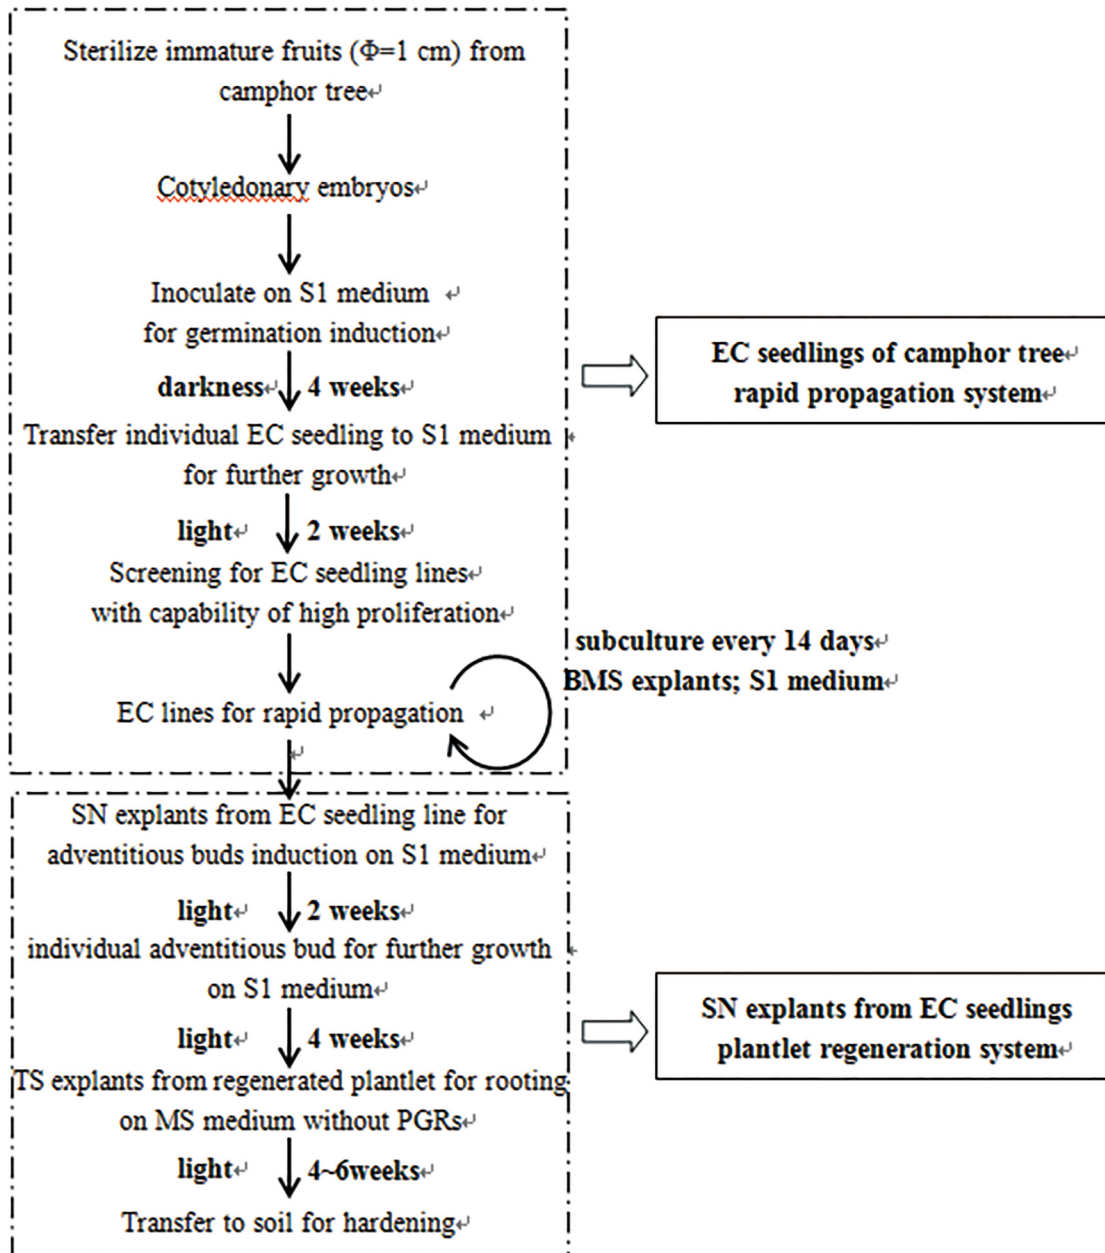 Sterilize immature fruits (Φ=1 cm) from
camphor tree↵
Cotyledonary embryos↵
Inoculate on S1 medium ↵
for germination induction↵
darkness↵ 4 weeks↵
Transfer individual EC seedling to S1 medium ↵
for further growth↵
light↵ 2 weeks↵
Screening for EC seedling lines↵
with capability of high proliferation↵
EC lines for rapid propagation ↵
↵
subculture every 14 days↵
BMS explants; S1 medium↵
EC seedlings of camphor tree↵
rapid propagation system↵
SN explants from EC seedling line for
adventitious buds induction on S1 medium↵
light↵ 2 weeks↵
individual adventitious bud for further growth ↵
on S1 medium↵
light↵ 4 weeks↵
TS explants from regenerated plantlet for rooting
on MS medium without PGRs↵
light↵ 4~6weeks↵
Transfer to soil for hardening↵
SN explants from EC seedlings
plantlet regeneration system↵